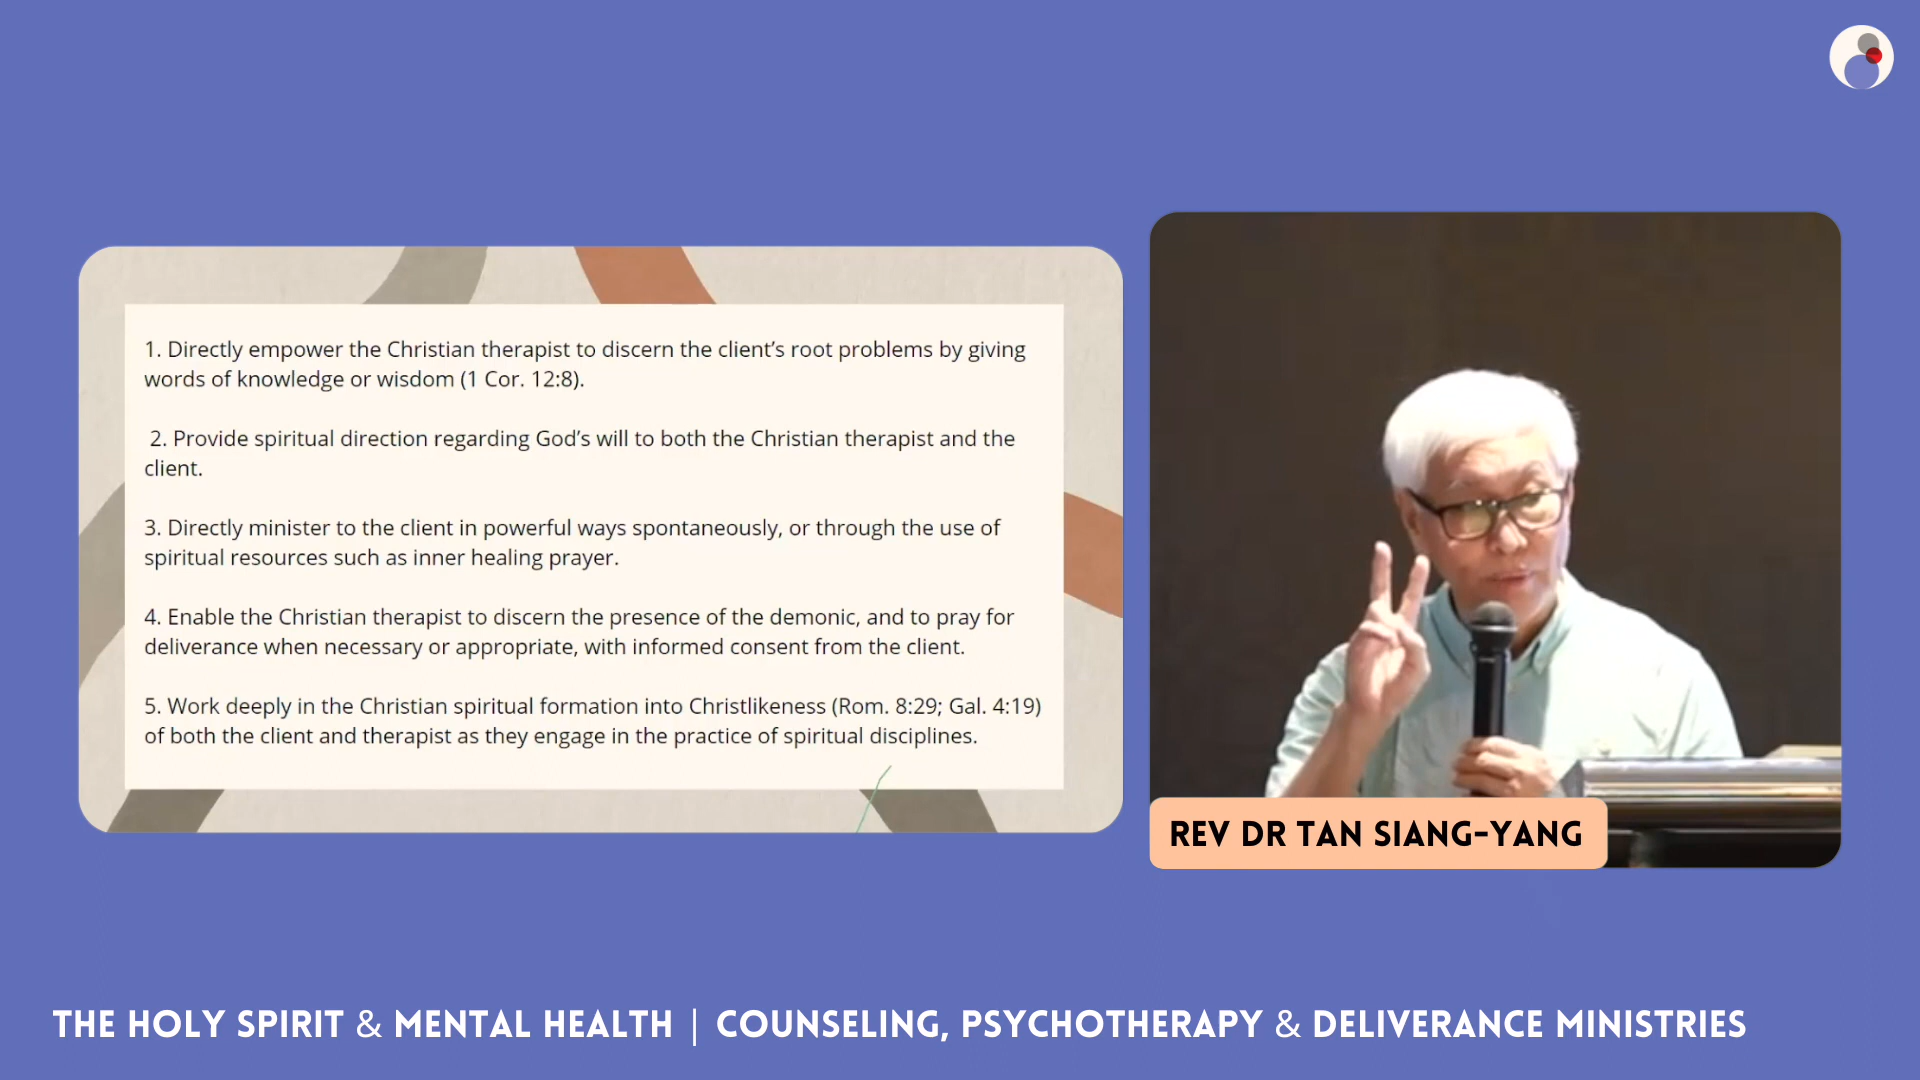 1. Directly empower the Christian therapist to discern the client’s root problems by giving
words of knowledge or wisdom (1 Cor. 12:8).
2. Provide spiritual direction regarding God’s will to both the Christian therapist and the
client.
3. Directly minister to the client in powerful ways spontaneously, or through the use of
spiritual resources such as inner healing prayer.
4. Enable the Christian therapist to discern the presence of the demonic, and to pray for
deliverance when necessary or appropriate, with informed consent from the client.
5. Work deeply in the Christian spiritual formation into Christlikeness (Rom. 8:29; Gal. 4:19)
of both the client and therapist as they engage in the practice of spiritual disciplines.
REV DR TAN SIANG-YANG
THE HOLY SPIRIT & MENTAL HEALTH | COUNSELING, PSYCHOTHERAPY & DELIVERANCE MINISTRIES